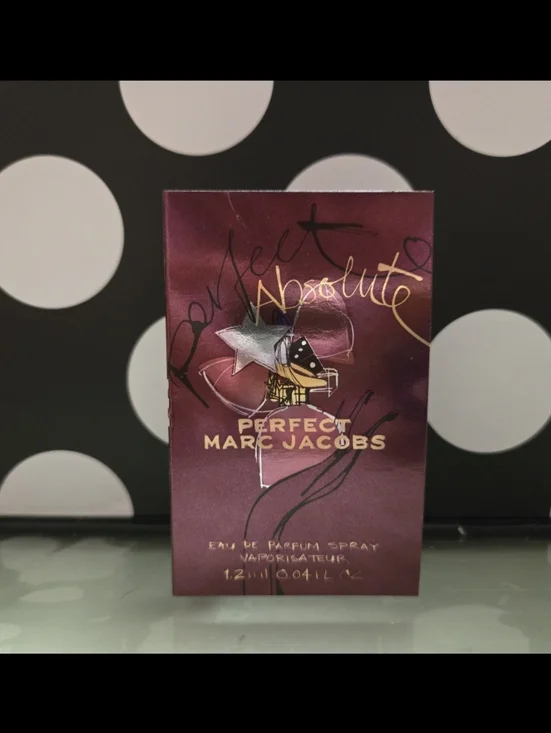 Perfect
Absolute
PERFECT
MARC JACOBS
EAU DE PARFUM SPRAY
VAPORISATEUR
1.2 ml 0.04 fl oz